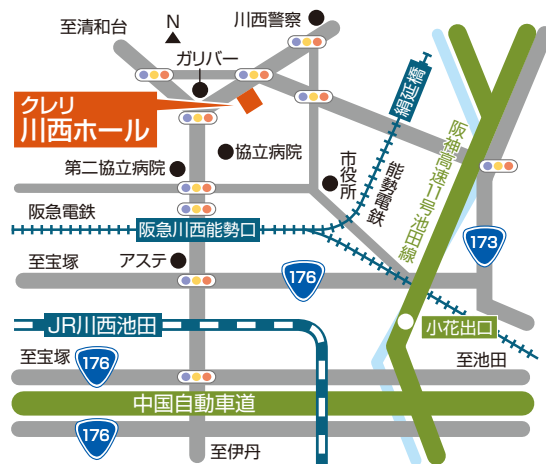 至清和台
N
川西警察
ガリバー
クレリ
川西ホール
絹延橋
協立病院
第二協立病院
市役所
能勢電鉄
阪神高速11号池田線
阪急電鉄
阪急川西能勢口
173
至宝塚
アステ
176
JR川西池田
小花出口
至宝塚
至池田
176
中国自動車道
176
至伊丹